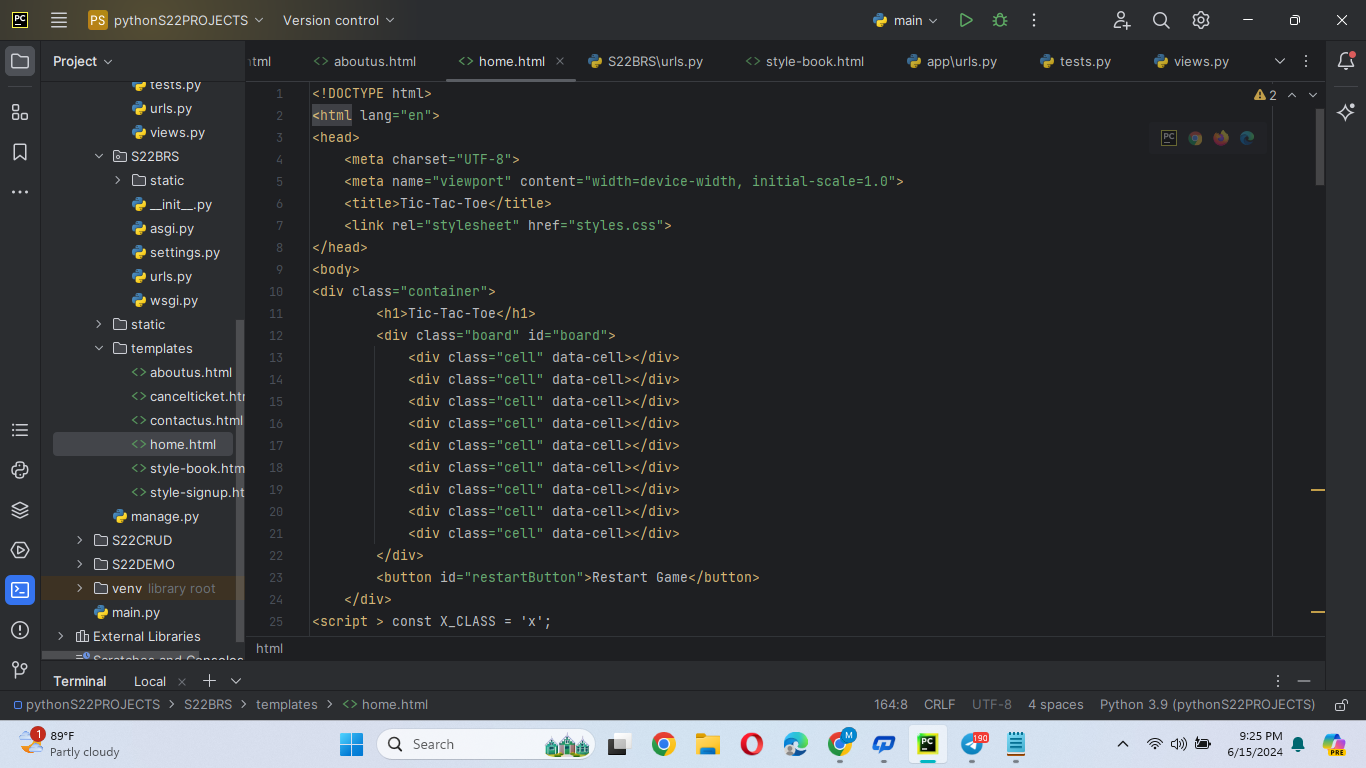 PC
PS pythonS22PROJECTS
Version control
main
Project
html
aboutus.html
home.html
S22BRS\urls.py
style-book.html
app\urls.py
tests.py
views.py
tests.py
urls.py
views.py
S22BRS
static
__init__.py
asgi.py
settings.py
urls.py
wsgi.py
static
templates
aboutus.html
cancelticket.htm
contactus.html
home.html
style-book.htm
style-signup.ht
manage.py
S22CRUD
S22DEMO
venv library root
main.py
External Libraries
Scratches and Consoles
2
1 <!DOCTYPE html>
2 <html lang="en">
3 <head>
4 <meta charset="UTF-8">
5 <meta name="viewport" content="width=device-width, initial-scale=1.0">
6 <title>Tic-Tac-Toe</title>
7 <link rel="stylesheet" href="styles.css">
8 </head>
9 <body>
10 <div class="container">
11 <h1>Tic-Tac-Toe</h1>
12 <div class="board" id="board">
13 <div class="cell" data-cell></div>
14 <div class="cell" data-cell></div>
15 <div class="cell" data-cell></div>
16 <div class="cell" data-cell></div>
17 <div class="cell" data-cell></div>
18 <div class="cell" data-cell></div>
19 <div class="cell" data-cell></div>
20 <div class="cell" data-cell></div>
21 <div class="cell" data-cell></div>
22 </div>
23 <button id="restartButton">Restart Game</button>
24 </div>
25 <script > const X_CLASS = 'x';
html
Terminal
Local
pythonS22PROJECTS > S22BRS > templates > home.html
164:8
CRLF
UTF-8
4 spaces
Python 3.9 (pythonS22PROJECTS)
1
89°F
Partly cloudy
Search
M
PC
190
9:25 PM
6/15/2024
PRE